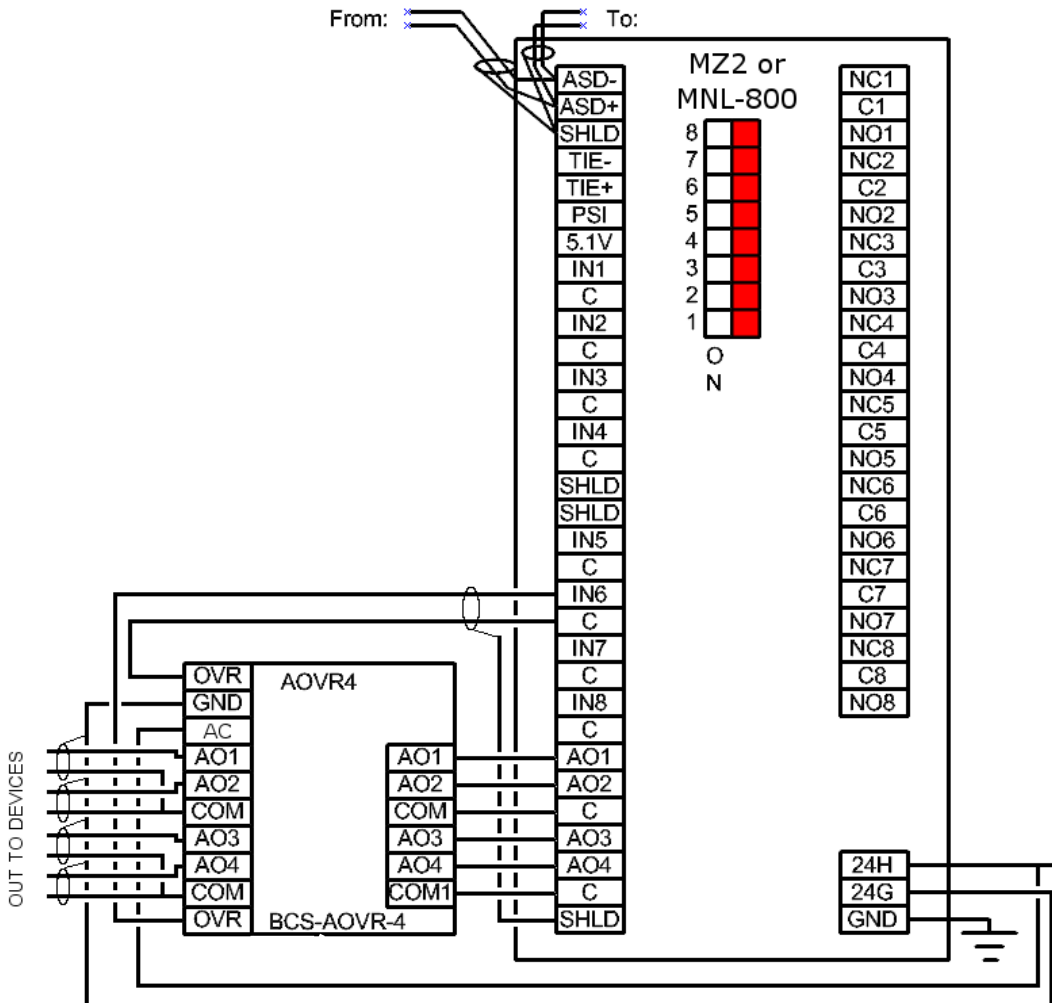 From:
To:
MZ2 or
MNL-800
8
7
6
5
4
3
2
1
O
N
ASD-
ASD+
SHLD
TIE-
TIE+
PSI
5.1V
IN1
C
IN2
C
IN3
C
IN4
C
SHLD
SHLD
IN5
C
IN6
C
IN7
C
IN8
C
AO1
AO2
C
AO3
AO4
C
SHLD
NC1
C1
NO1
NC2
C2
NO2
NC3
C3
NO3
NC4
C4
NO4
NC5
C5
NO5
NC6
C6
NO6
NC7
C7
NO7
NC8
C8
NO8
24H
24G
GND
AOVR4
OVR
GND
AC
AO1
AO2
COM
AO3
AO4
COM
OVR
AO1
AO2
COM
AO3
AO4
COM1
BCS-AOVR-4
OUT TO DEVICES